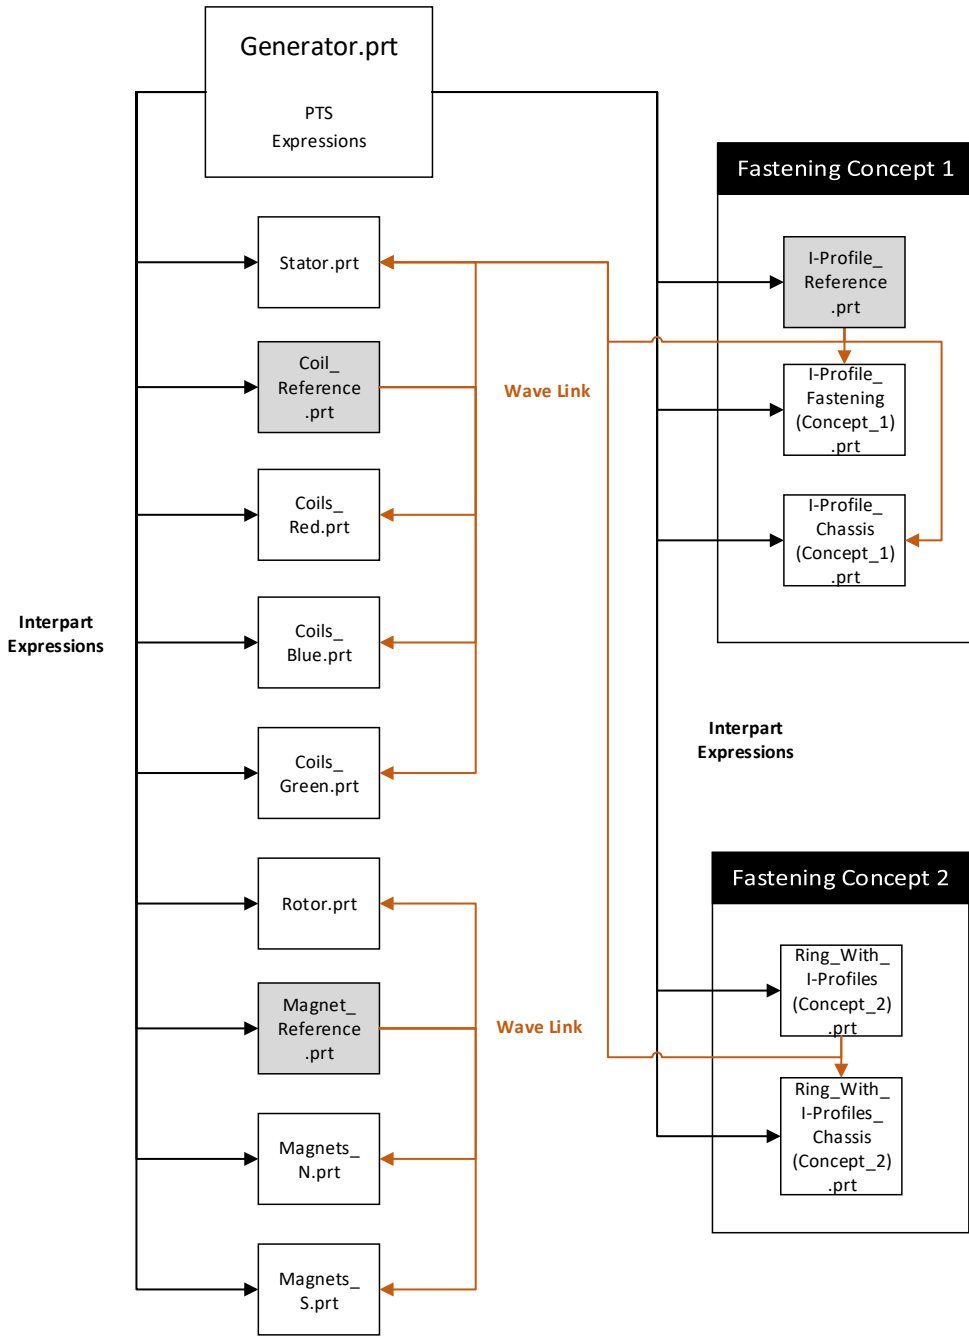 Generator.prt
PTS
Expressions
Fastening Concept 1
Stator.prt
I-Profile_
Reference
.prt
Coil_
Reference
.prt
Wave Link
I-Profile_
Fastening
(Concept_1)
.prt
Coils_
Red.prt
I-Profile_
Chassis
(Concept_1)
.prt
Interpart
Expressions
Coils_
Blue.prt
Interpart
Expressions
Coils_
Green.prt
Fastening Concept 2
Rotor.prt
Ring_With_
I-Profiles
(Concept_2)
.prt
Magnet_
Reference
.prt
Wave Link
Ring_With_
I-Profiles_
Chassis
(Concept_2)
.prt
Magnets_
N.prt
Magnets_
S.prt